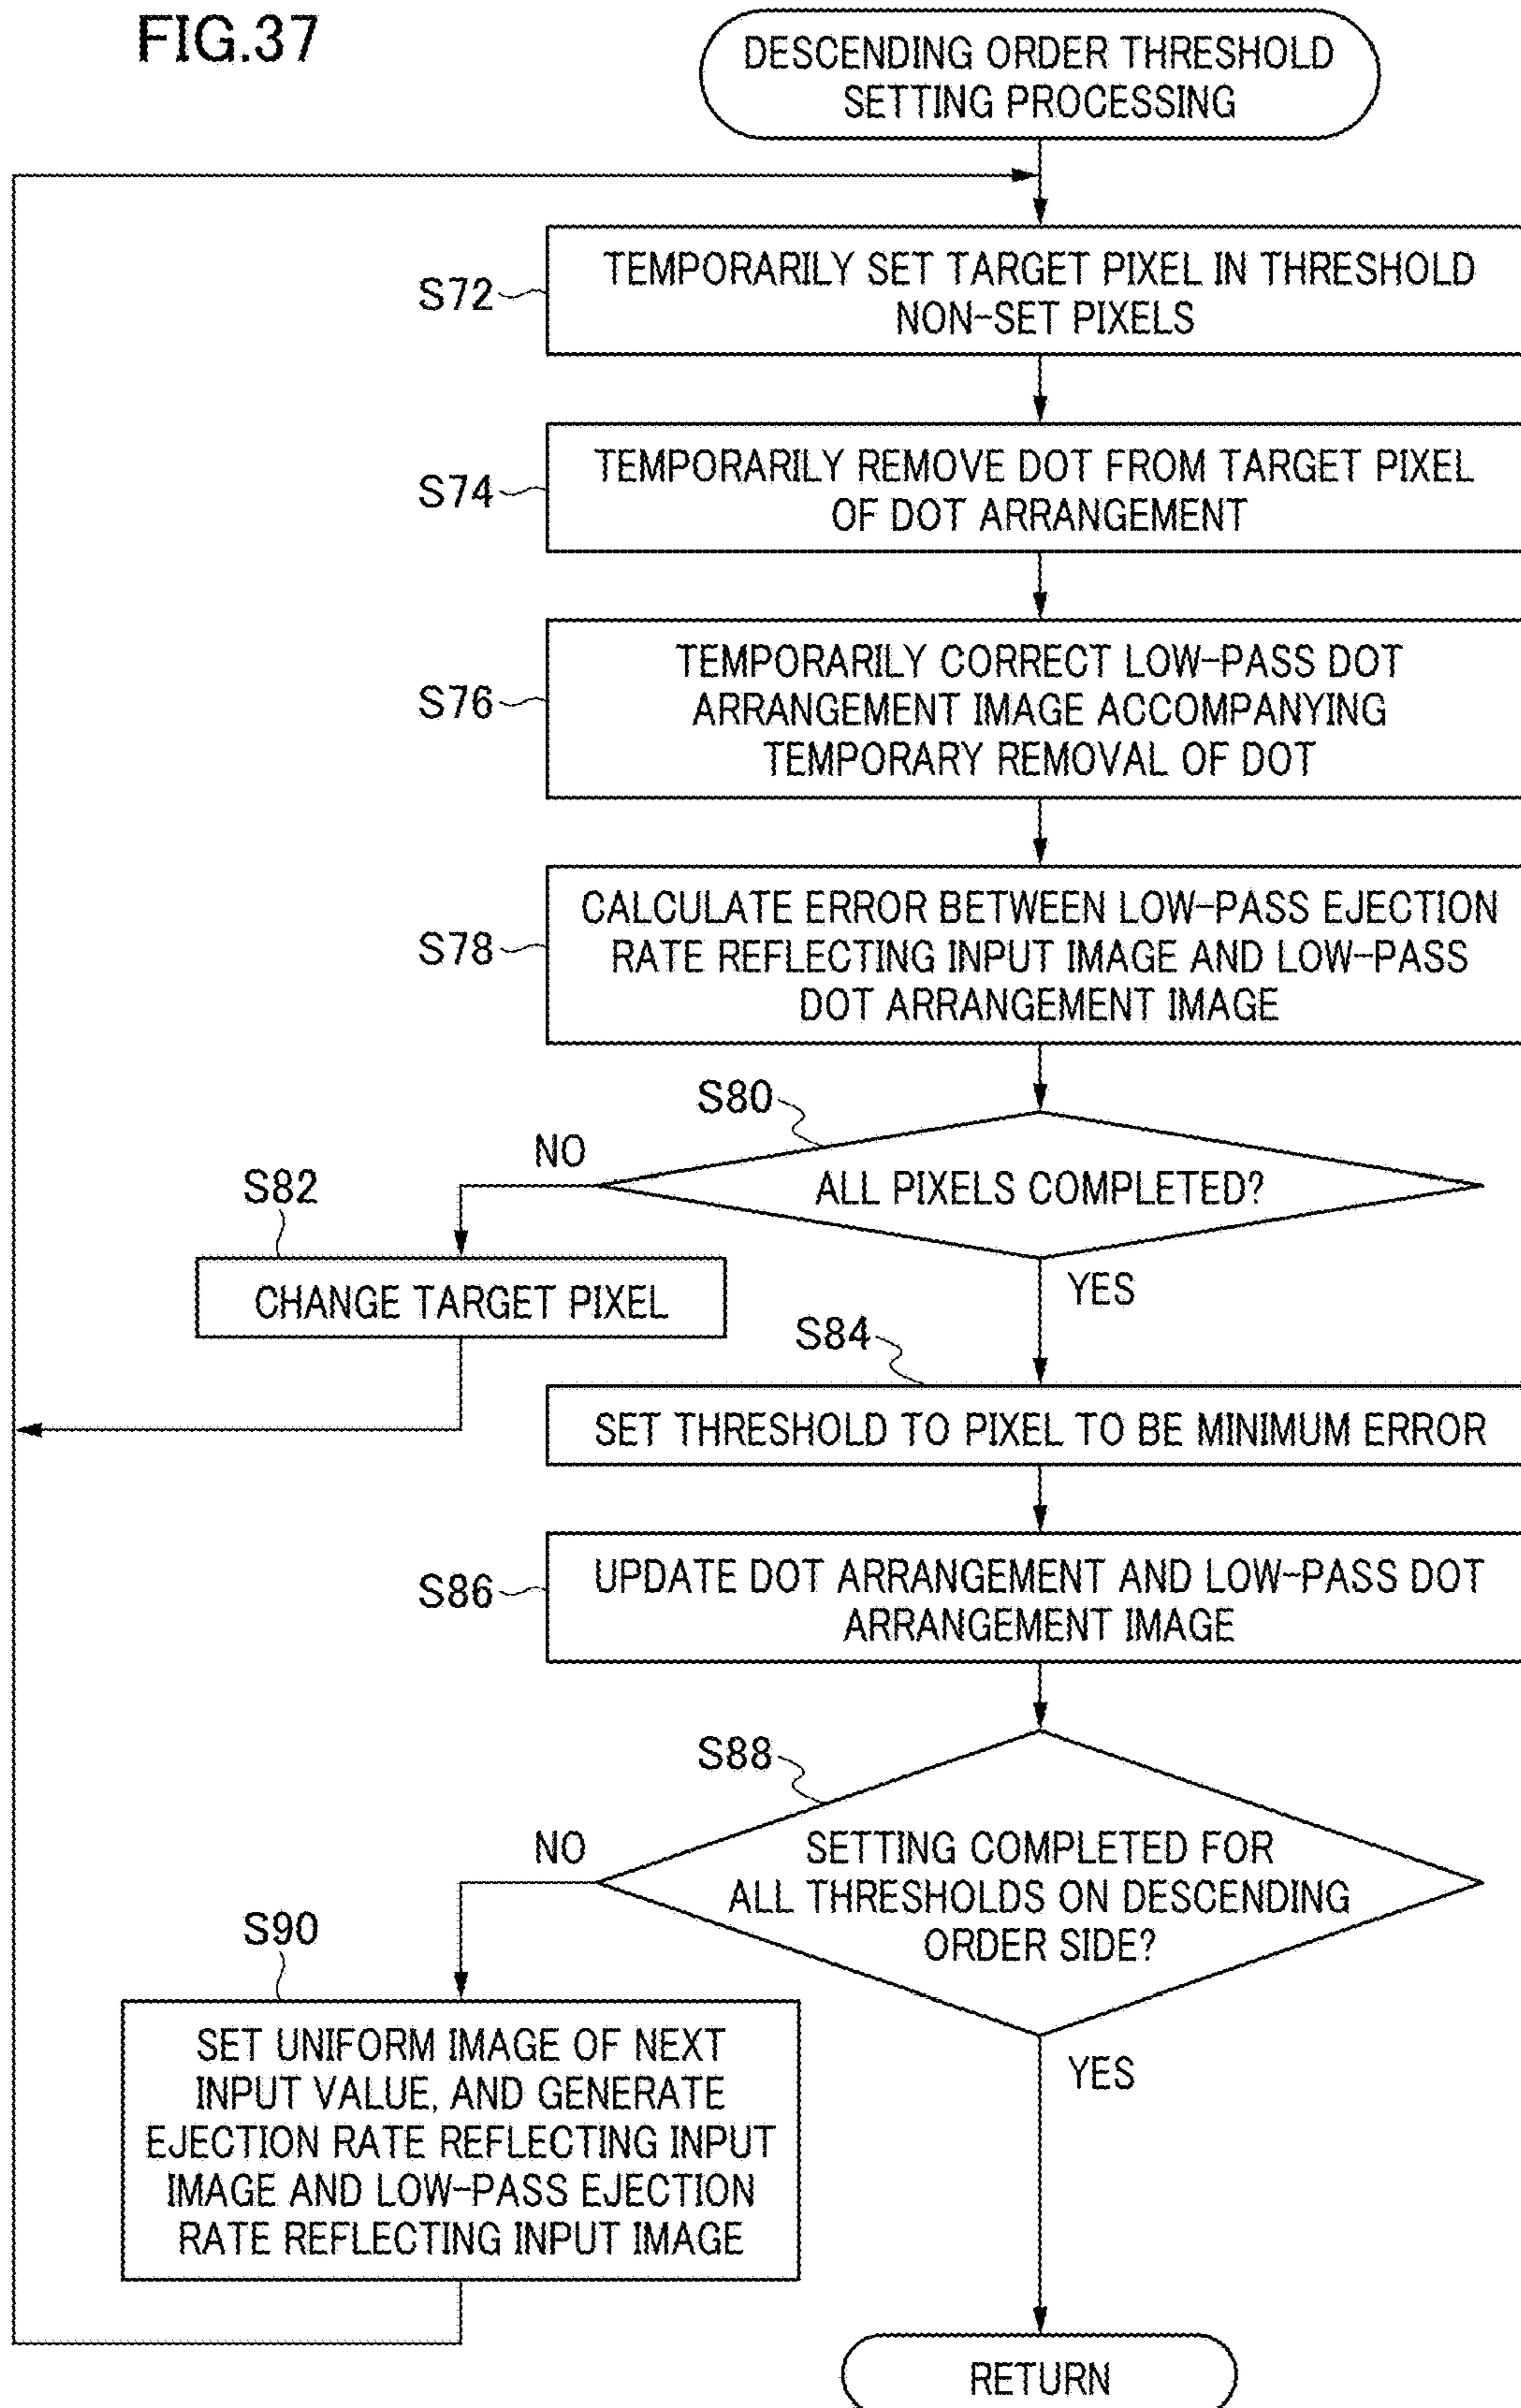 FIG.37
DESCENDING ORDER THRESHOLD
SETTING PROCESSING
S72
TEMPORARILY SET TARGET PIXEL IN THRESHOLD
NON-SET PIXELS
S74
TEMPORARILY REMOVE DOT FROM TARGET PIXEL
OF DOT ARRANGEMENT
S76
TEMPORARILY CORRECT LOW-PASS DOT
ARRANGEMENT IMAGE ACCOMPANYING
TEMPORARY REMOVAL OF DOT
S78
CALCULATE ERROR BETWEEN LOW-PASS EJECTION
RATE REFLECTING INPUT IMAGE AND LOW-PASS
DOT ARRANGEMENT IMAGE
S80
ALL PIXELS COMPLETED?
NO
S82
CHANGE TARGET PIXEL
YES
S84
SET THRESHOLD TO PIXEL TO BE MINIMUM ERROR
S86
UPDATE DOT ARRANGEMENT AND LOW-PASS DOT
ARRANGEMENT IMAGE
S88
SETTING COMPLETED FOR
ALL THRESHOLDS ON DESCENDING
ORDER SIDE?
NO
S90
SET UNIFORM IMAGE OF NEXT
INPUT VALUE, AND GENERATE
EJECTION RATE REFLECTING INPUT
IMAGE AND LOW-PASS EJECTION
RATE REFLECTING INPUT IMAGE
YES
RETURN